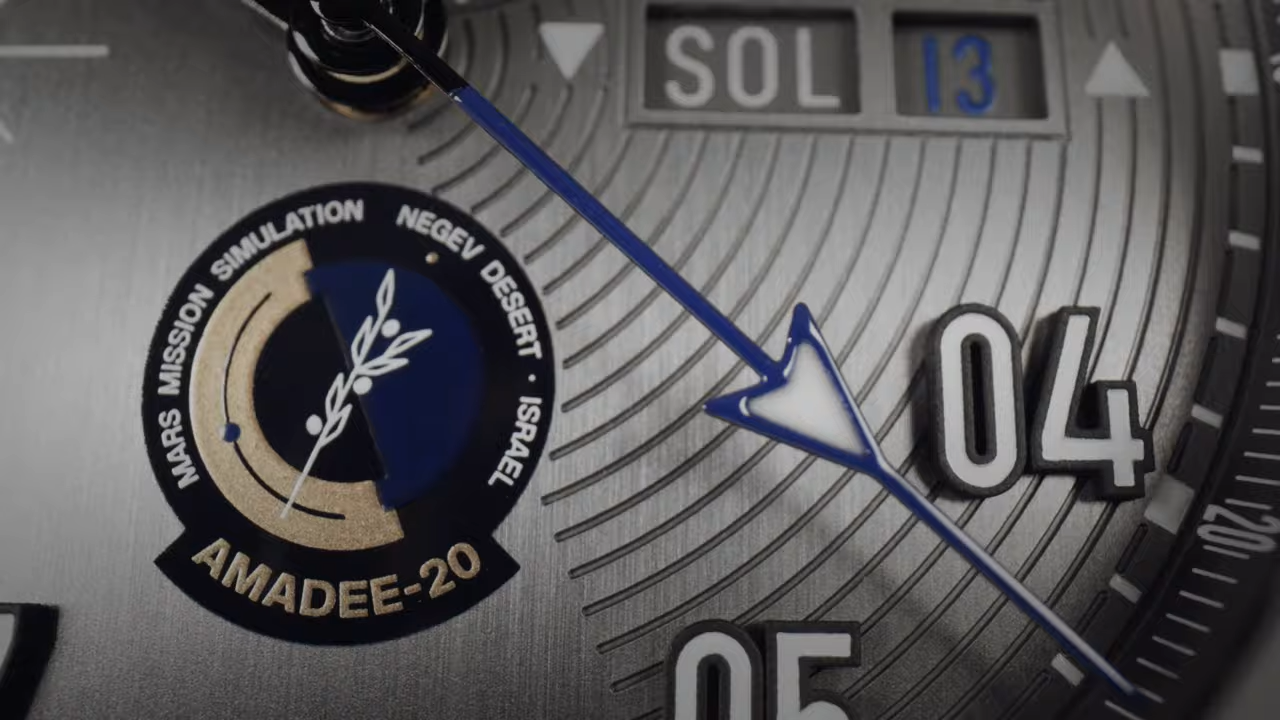 SOL 13
MARS MISSION SIMULATION
NEGEV DESERT · ISRAEL
AMADEE-20
04
20
05